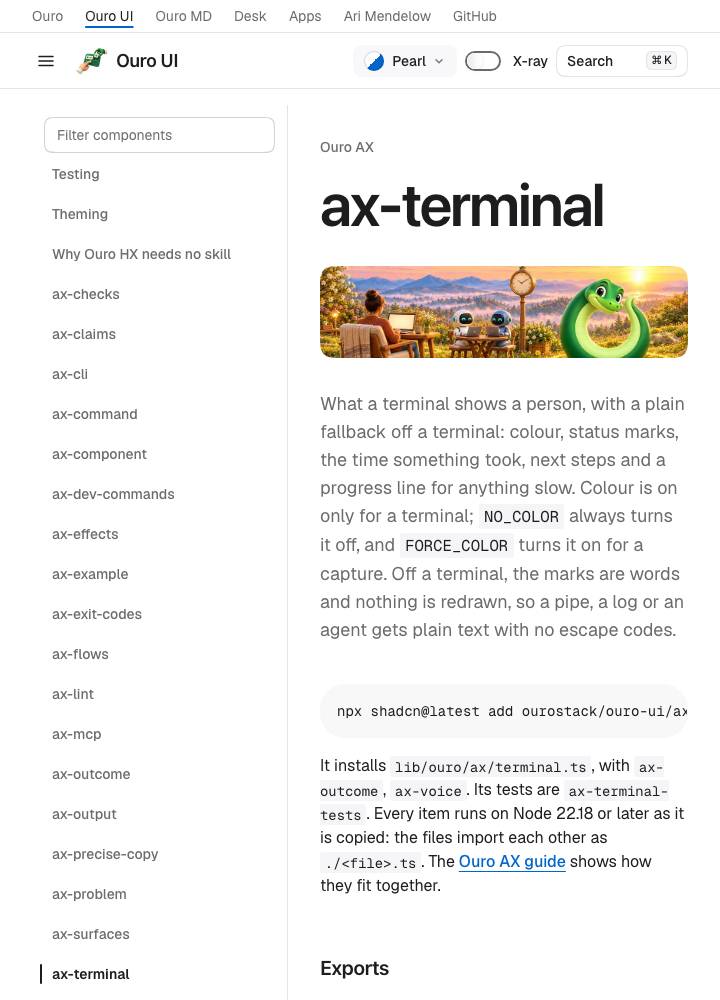 Ouro Ouro UI Ouro MD Desk Apps Ari Mendelow GitHub
Ouro UI Pearl X-ray Search ⌘ K
Filter components
Testing
Theming
Why Ouro HX needs no skill
ax-checks
ax-claims
ax-cli
ax-command
ax-component
ax-dev-commands
ax-effects
ax-example
ax-exit-codes
ax-flows
ax-lint
ax-mcp
ax-outcome
ax-output
ax-precise-copy
ax-problem
ax-surfaces
ax-terminal
Ouro AX
ax-terminal
What a terminal shows a person, with a plain
fallback off a terminal: colour, status marks,
the time something took, next steps and a
progress line for anything slow. Colour is on
only for a terminal; NO_COLOR always turns
it off, and FORCE_COLOR turns it on for a
capture. Off a terminal, the marks are words
and nothing is redrawn, so a pipe, a log or an
agent gets plain text with no escape codes.
npx shadcn@latest add ourostack/ouro-ui/ax
It installs lib/ouro/ax/terminal.ts, with ax-
outcome, ax-voice. Its tests are ax-terminal-
tests. Every item runs on Node 22.18 or later as it
is copied: the files import each other as
./<file>.ts. The Ouro AX guide shows how
they fit together.
Exports